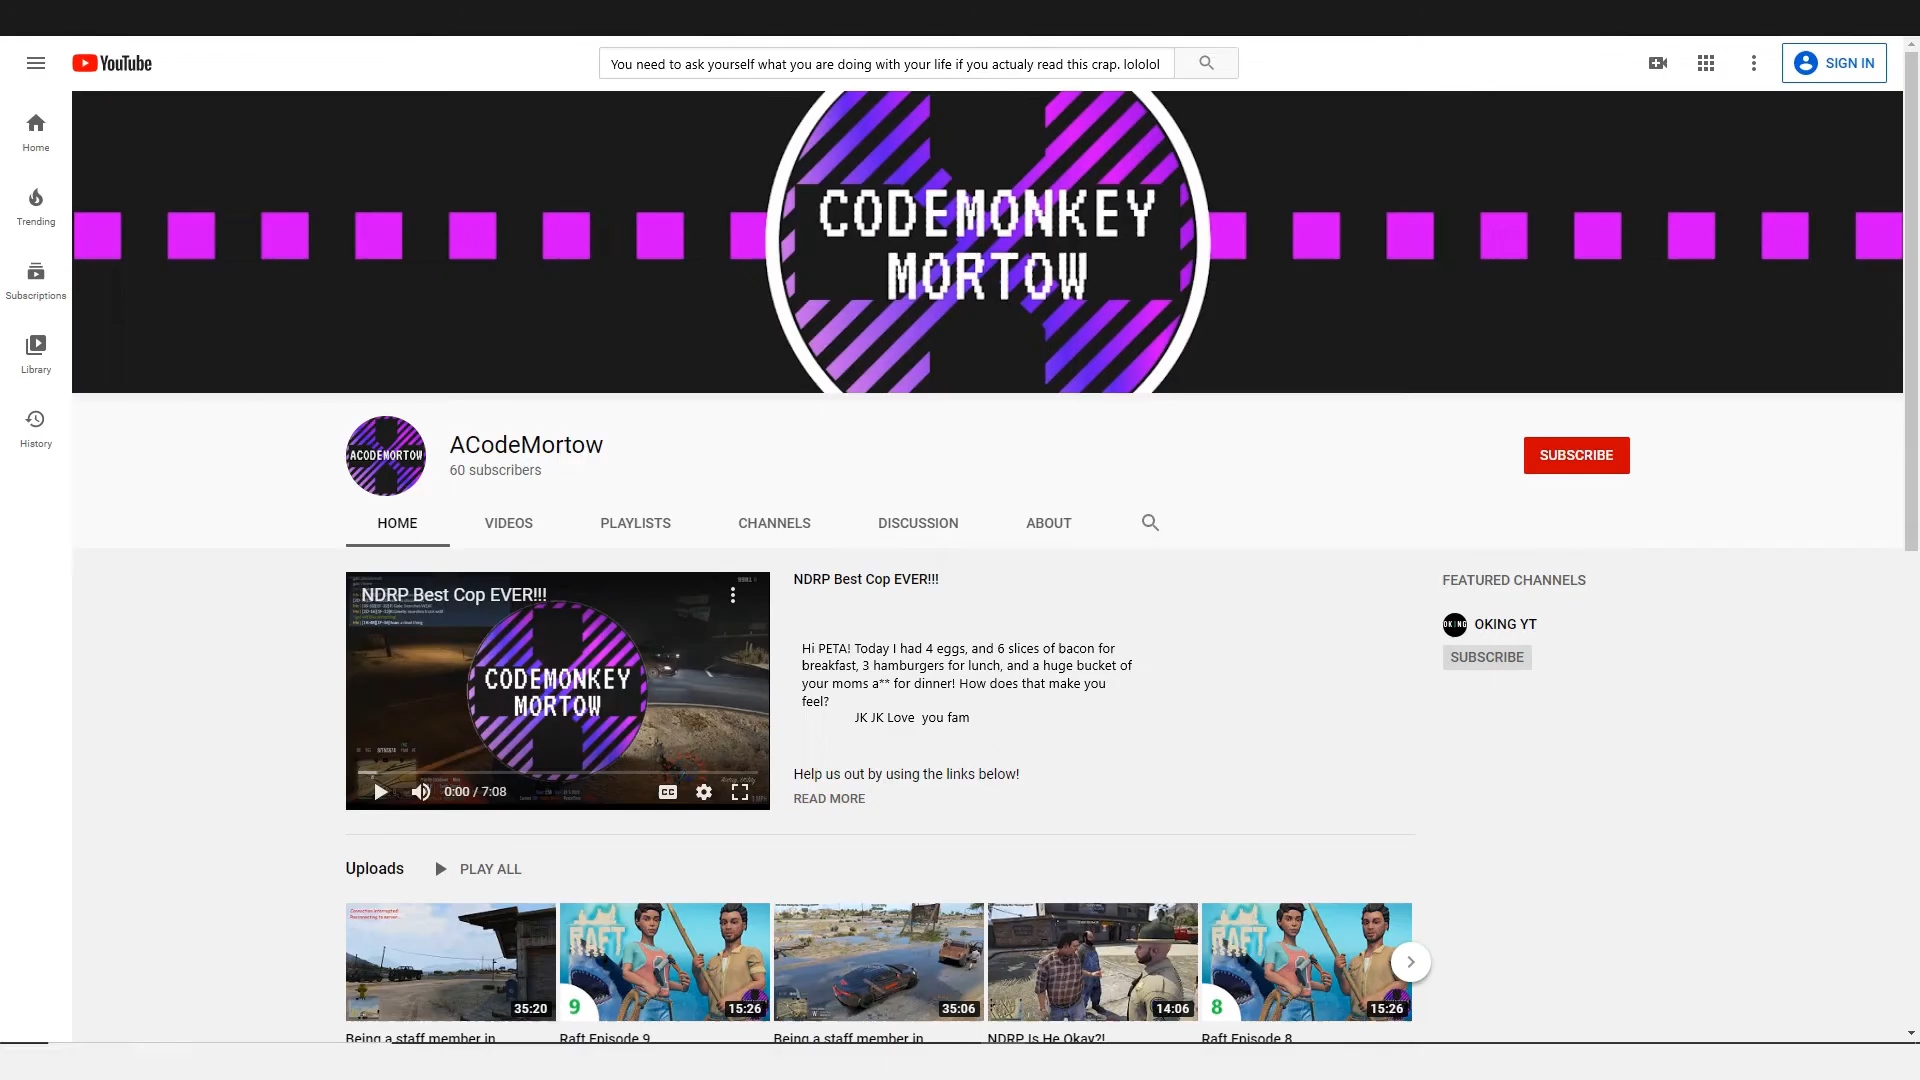 YouTube
You need to ask yourself what you are doing with your life if you actualy read this crap. lololol
SIGN IN
Home
Trending
Subscriptions
Library
History
CODEMONKEY
MORTOW
ACODEMORTOW
ACodeMortow
60 subscribers
SUBSCRIBE
HOME
VIDEOS
PLAYLISTS
CHANNELS
DISCUSSION
ABOUT
NDRP Best Cop EVER!!!
CODEMONKEY
MORTOW
0:00 / 7:08
CC
NDRP Best Cop EVER!!!
Hi PETA! Today I had 4 eggs, and 6 slices of bacon for
breakfast, 3 hamburgers for lunch, and a huge bucket of
your moms a** for dinner! How does that make you
feel?
JK JK Love  you fam
Help us out by using the links below!
READ MORE
FEATURED CHANNELS
OKING
OKING YT
SUBSCRIBE
Uploads
PLAY ALL
35:20
RAFT
9
15:26
35:06
14:06
RAFT
8
15:26
Being a staff member in
Raft Episode 9
Being a staff member in
NDRP Is He Okay?!
Raft Episode 8